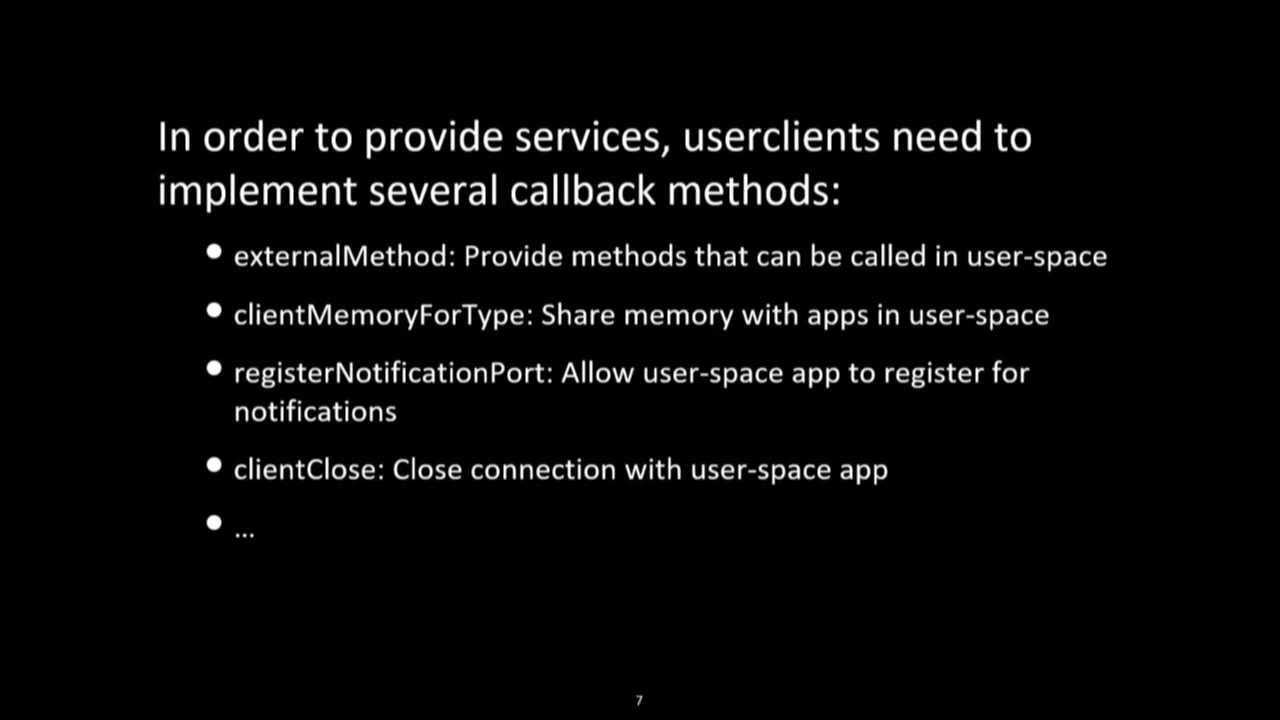 In order to provide services, userclients need to
implement several callback methods:
• externalMethod: Provide methods that can be called in user-space
• clientMemoryForType: Share memory with apps in user-space
• registerNotificationPort: Allow user-space app to register for
notifications
• clientClose: Close connection with user-space app
• ...
7